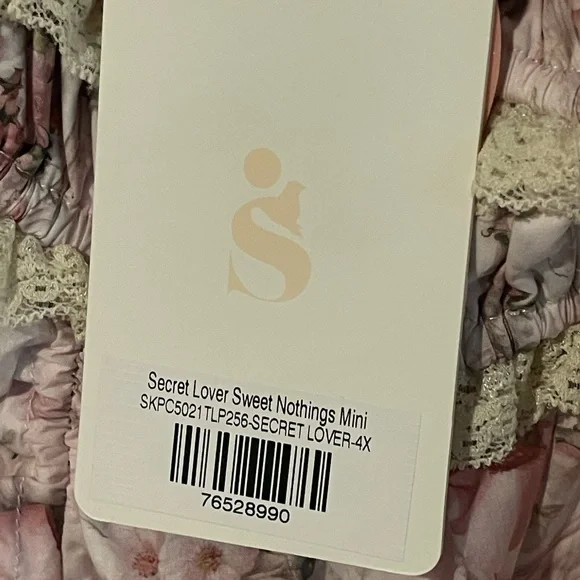 Secret Lover Sweet Nothings Mini
SKPC5021TLP256-SECRET LOVER-4X
76528990